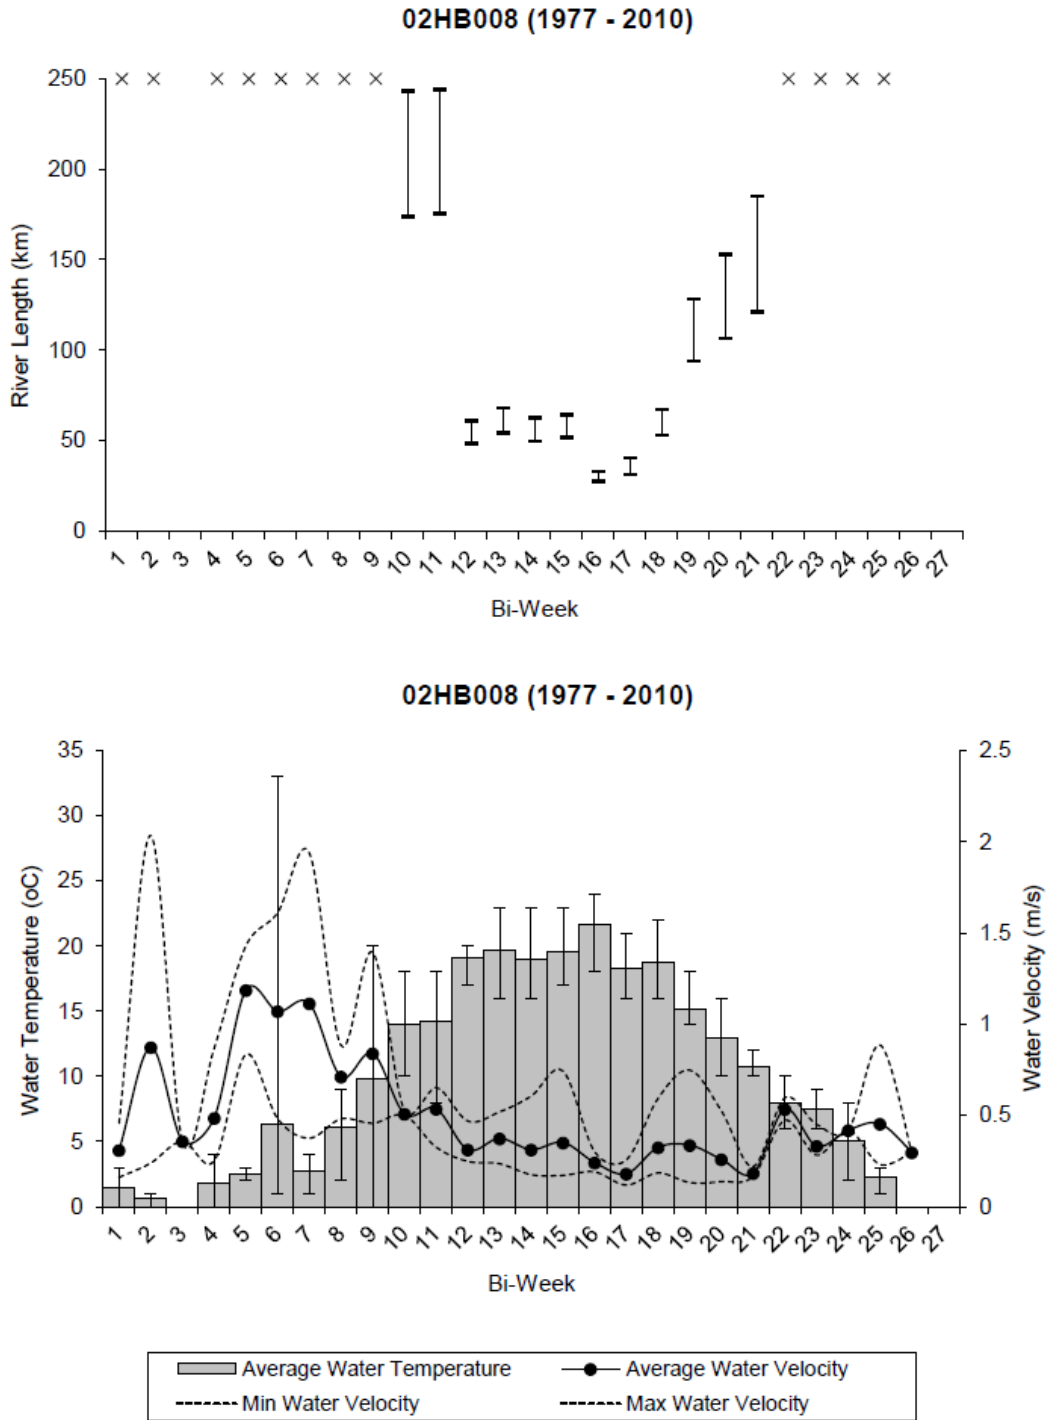 02HB008 (1977 - 2010)
250
200
150
100
50
0
River Length (km)
1 2 3 4 5 6 7 8 9 10 11 12 13 14 15 16 17 18 19 20 21 22 23 24 25 26 27
Bi-Week
02HB008 (1977 - 2010)
35
30
25
20
15
10
5
0
Water Temperature (oC)
2.5
2
1.5
1
0.5
0
Water Velocity (m/s)
1 2 3 4 5 6 7 8 9 10 11 12 13 14 15 16 17 18 19 20 21 22 23 24 25 26 27
Bi-Week
Average Water Temperature Average Water Velocity
Min Water Velocity Max Water Velocity